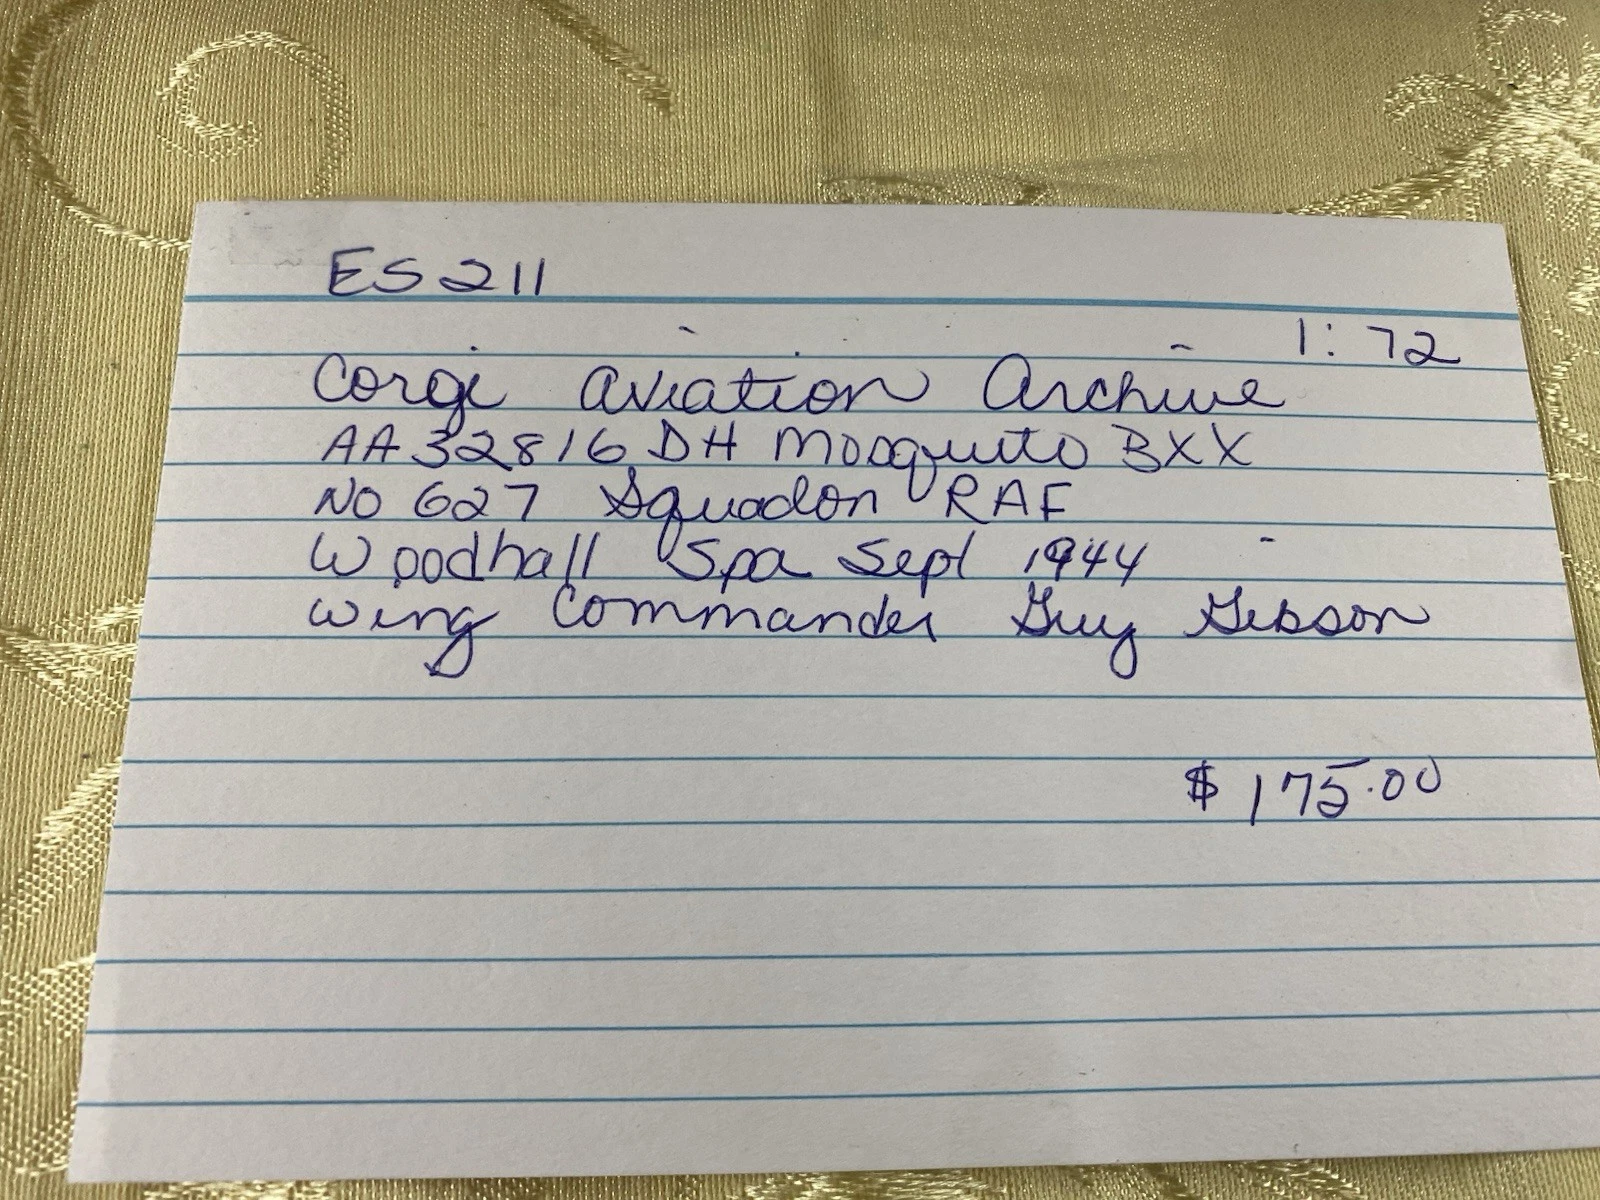 ES211
1:72
Corgi Aviation Archive
AA32816 DH Mosquito BXX
NO 627 Squadon RAF
Woodhall Spa Sept 1944
Wing Commander Guy Gibson
$175.00